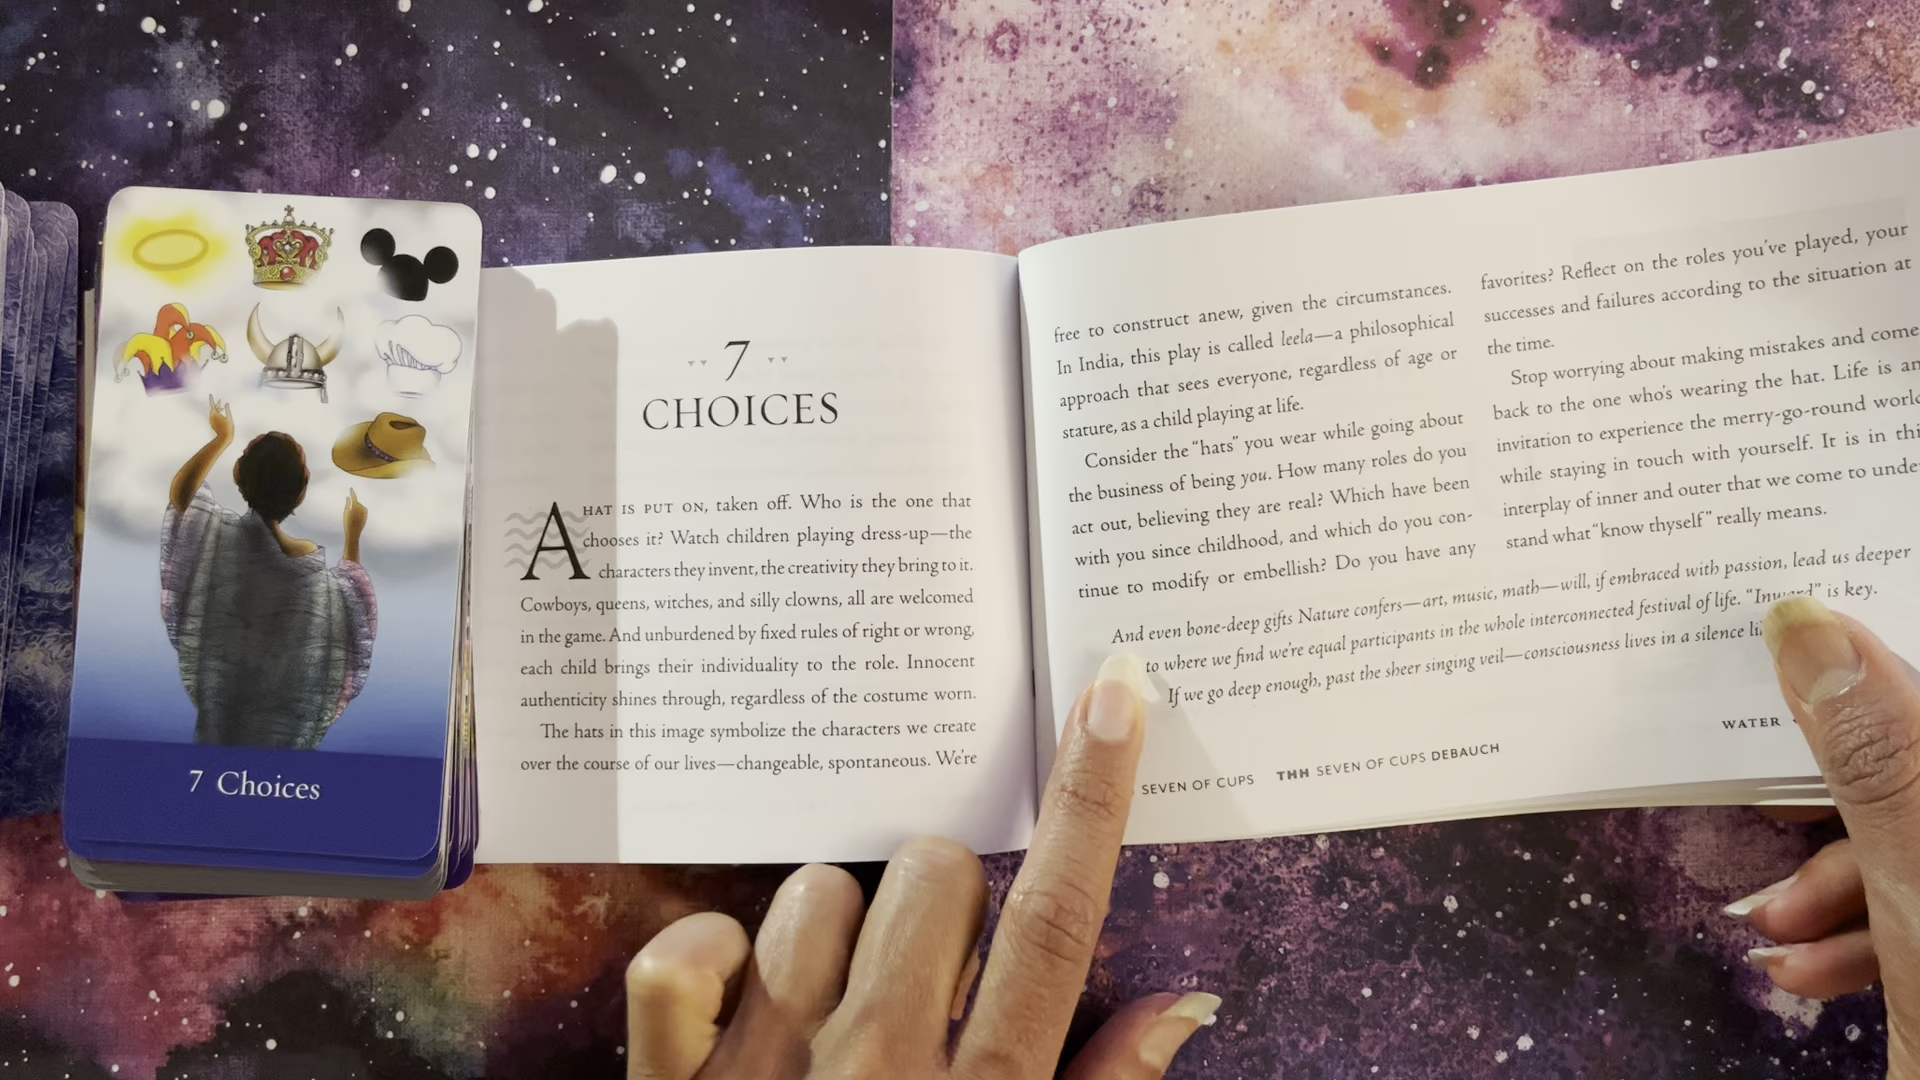 7 Choices
7
CHOICES
A HAT IS PUT ON, taken off. Who is the one that
chooses it? Watch children playing dress-up—the
characters they invent, the creativity they bring to it.
Cowboys, queens, witches, and silly clowns, all are welcomed
in the game. And unburdened by fixed rules of right or wrong,
each child brings their individuality to the role. Innocent
authenticity shines through, regardless of the costume worn.
The hats in this image symbolize the characters we create
over the course of our lives—changeable, spontaneous. We're
free to construct anew, given the circumstances.
In India, this play is called leela—a philosophical
approach that sees everyone, regardless of age or
stature, as a child playing at life.
Consider the "hats" you wear while going about
the business of being you. How many roles do you
act out, believing they are real? Which have been
with you since childhood, and which do you con-
tinue to modify or embellish? Do you have any
favorites? Reflect on the roles you've played, your
successes and failures according to the situation at
the time.
Stop worrying about making mistakes and come
back to the one who's wearing the hat. Life is an
invitation to experience the merry-go-round world
while staying in touch with yourself. It is in this
interplay of inner and outer that we come to under-
stand what "know thyself" really means.
And even bone-deep gifts Nature confers—art, music, math—will, if embraced with passion, lead us deeper
to where we find we're equal participants in the whole interconnected festival of life. "Inward" is key.
If we go deep enough, past the sheer singing veil—consciousness lives in a silence
SEVEN OF CUPS THH SEVEN OF CUPS DEBAUCH
WATER